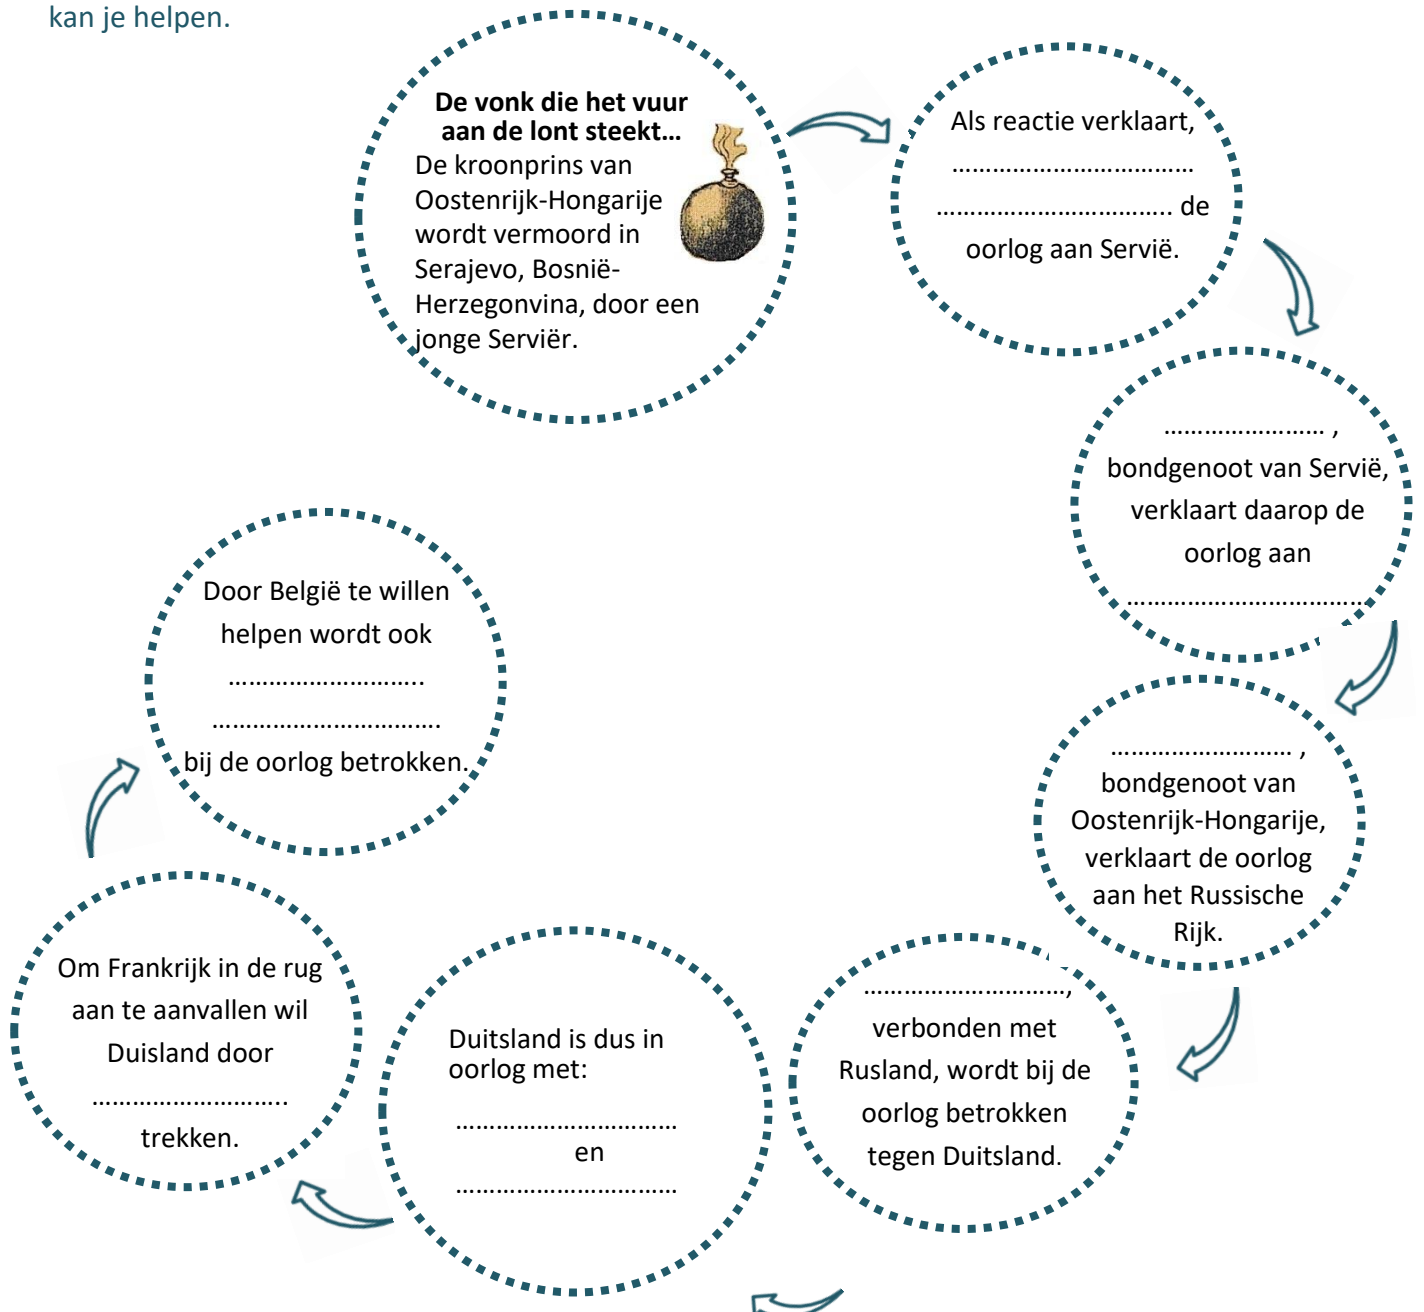 kan je helpen.
De vonk die het vuur
aan de lont steekt…
De kroonprins van
Oostenrijk-Hongarije
wordt vermoord in
Serajevo, Bosnië-
Herzegonvina, door een
jonge Serviër.
Als reactie verklaart,
………………………………
…………………………….. de
oorlog aan Servië.
…………………… ,
bondgenoot van Servië,
verklaart daarop de
oorlog aan
………………………………
……………………… ,
bondgenoot van
Oostenrijk-Hongarije,
verklaart de oorlog
aan het Russische
Rijk.
…………………………,
verbonden met
Rusland, wordt bij de
oorlog betrokken
tegen Duitsland.
Duitsland is dus in
oorlog met:
……………………………
en
……………………………
Om Frankrijk in de rug
aan te aanvallen wil
Duisland door
………………………..
trekken.
Door België te willen
helpen wordt ook
………………………..
…………………………….
bij de oorlog betrokken.